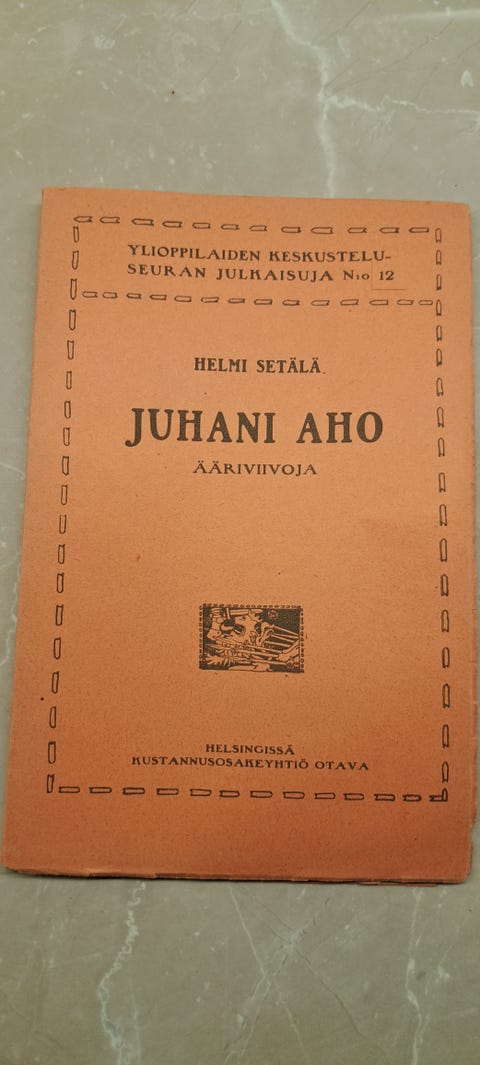 YLIOPPILAIDEN KESKUSTELU-
SEURAN JULKAISUJA N:o 12
HELMI SETÄLÄ
JUHANI AHO
ÄÄRIVIIVOJA
HELSINGISSÄ
KUSTANNUSOSAKEYHTIÖ OTAVA